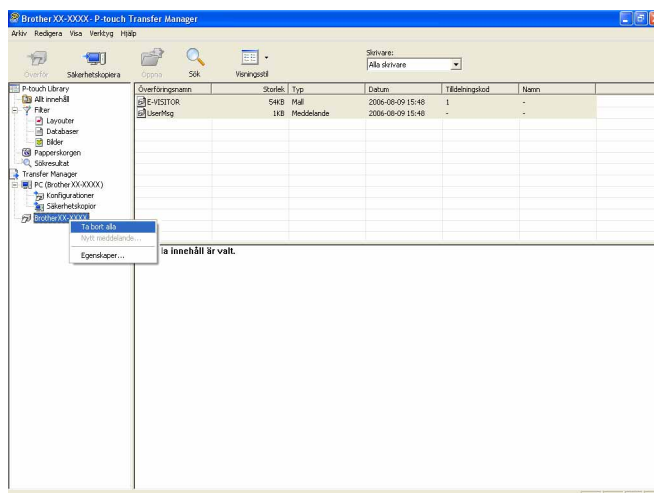 Brother XX-XXXX - P-touch Transfer Manager
Arkiv Redigera Visa Verktyg Hjälp
Överför Säkerhetskopiera Öppna Sök Visningsstil
Skrivare:
Alla skrivare
P-touch Library
Allt innehåll
Filter
Layouter
Databaser
Bilder
Papperskorgen
Sökresultat
Transfer Manager
PC (Brother XX-XXXX)
Konfigurationer
Säkerhetskopior
Brother XX-XXXX
Ta bort alla
Nytt meddelande...
Egenskaper...
Överföringsnamn Storlek Typ Datum Tilldelningskod Namn
E-VISITOR 54KB Mall 2006-08-09 15:48 1 -
UserMsg 1KB Meddelande 2006-08-09 15:48 - -
la innehåll är valt.